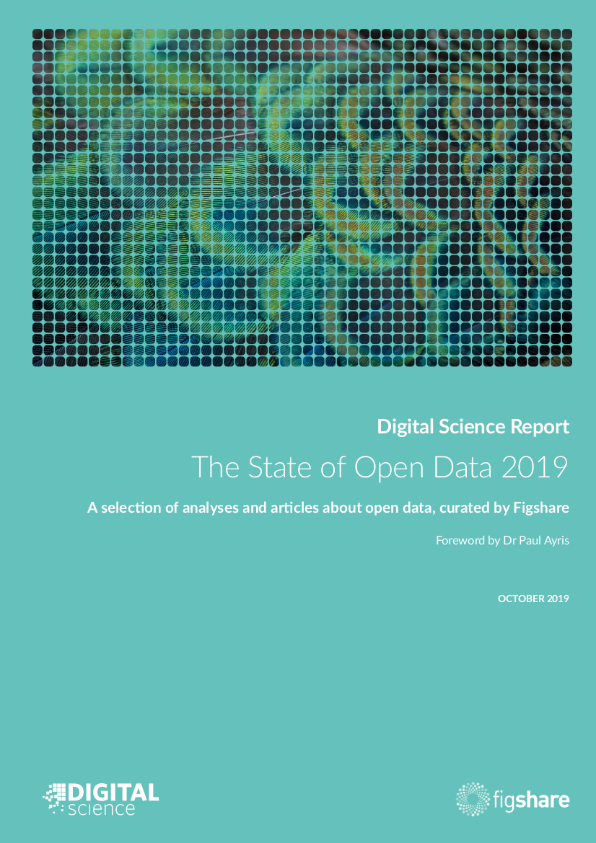 Digital Science Report
The State of Open Data 2019
A selection of analyses and articles about open data, curated by Figshare
Foreword by Dr Paul Ayris
OCTOBER 2019
DIGITAL
science
figshare